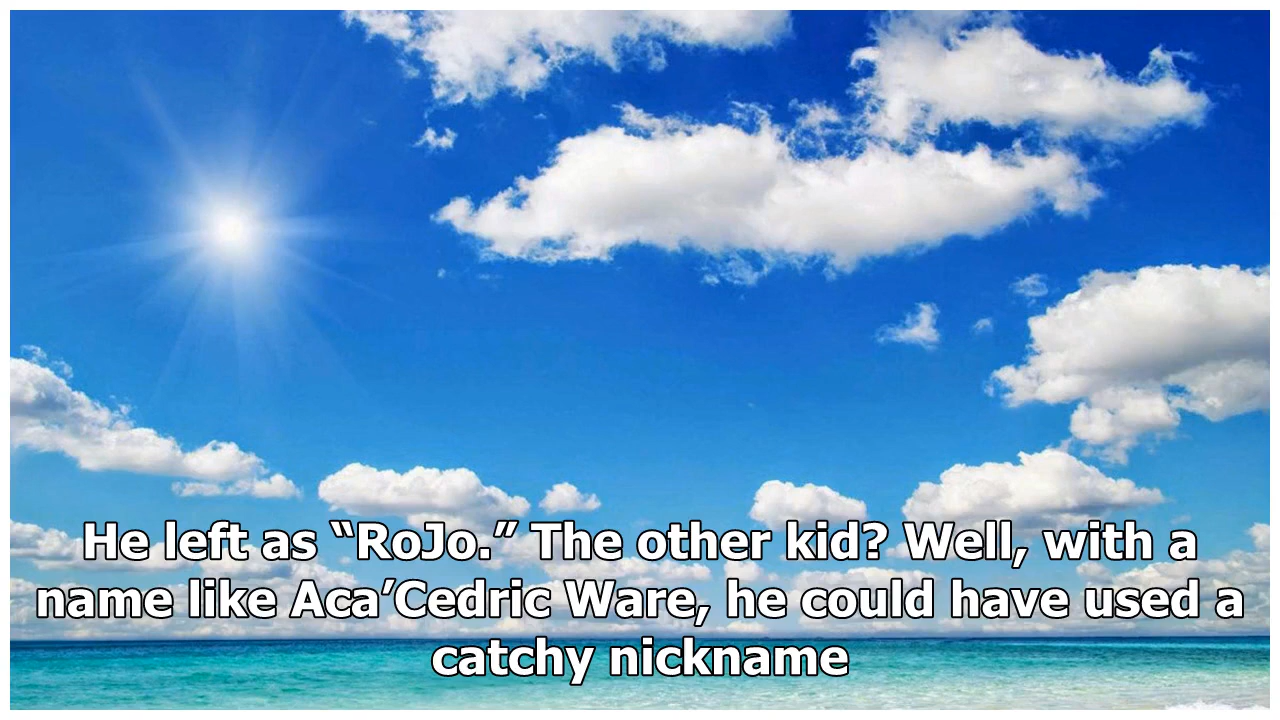 He left as “RoJo.” The other kid? Well, with a
name like Aca’Cedric Ware, he could have used a
catchy nickname